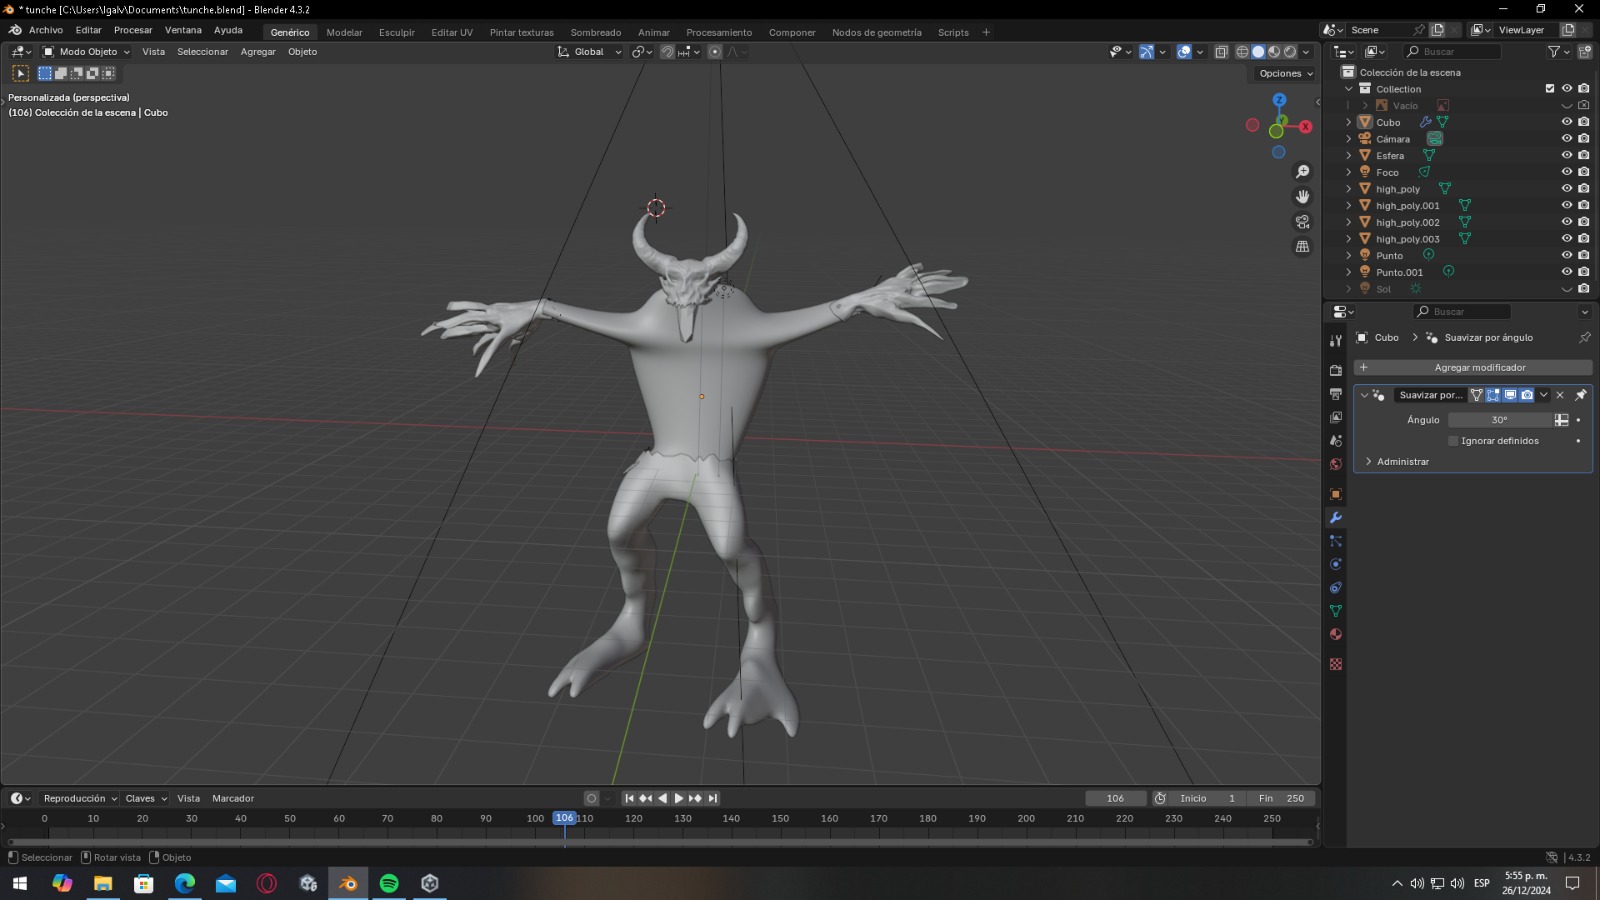 * tunche [C:\Users\lgalv\Documents\tunche.blend] - Blender 4.3.2
Archivo Editar Procesar Ventana Ayuda Genérico Modelar Esculpir Editar UV Pintar texturas Sombreado Animar Procesamiento Componer Nodos de geometría Scripts + Scene ViewLayer
Modo Objeto Vista Seleccionar Agregar Objeto Global Buscar
Opciones
Personalizada (perspectiva)
(106) Colección de la escena | Cubo
Z
Y
X
Colección de la escena
Collection
Vacío
Cubo
Cámara
Esfera
Foco
high_poly
high_poly.001
high_poly.002
high_poly.003
Punto
Punto.001
Sol
Buscar
Cubo > Suavizar por ángulo
+ Agregar modificador
Suavizar por...
Ángulo 30°
Ignorar definidos
Administrar
Reproducción Claves Vista Marcador 106 Inicio 1 Fin 250
0 10 20 30 40 50 60 70 80 90 100 106 110 120 130 140 150 160 170 180 190 200 210 220 230 240 250
Seleccionar Rotar vista Objeto 4.3.2
ESP
5:55 p. m.
26/12/2024